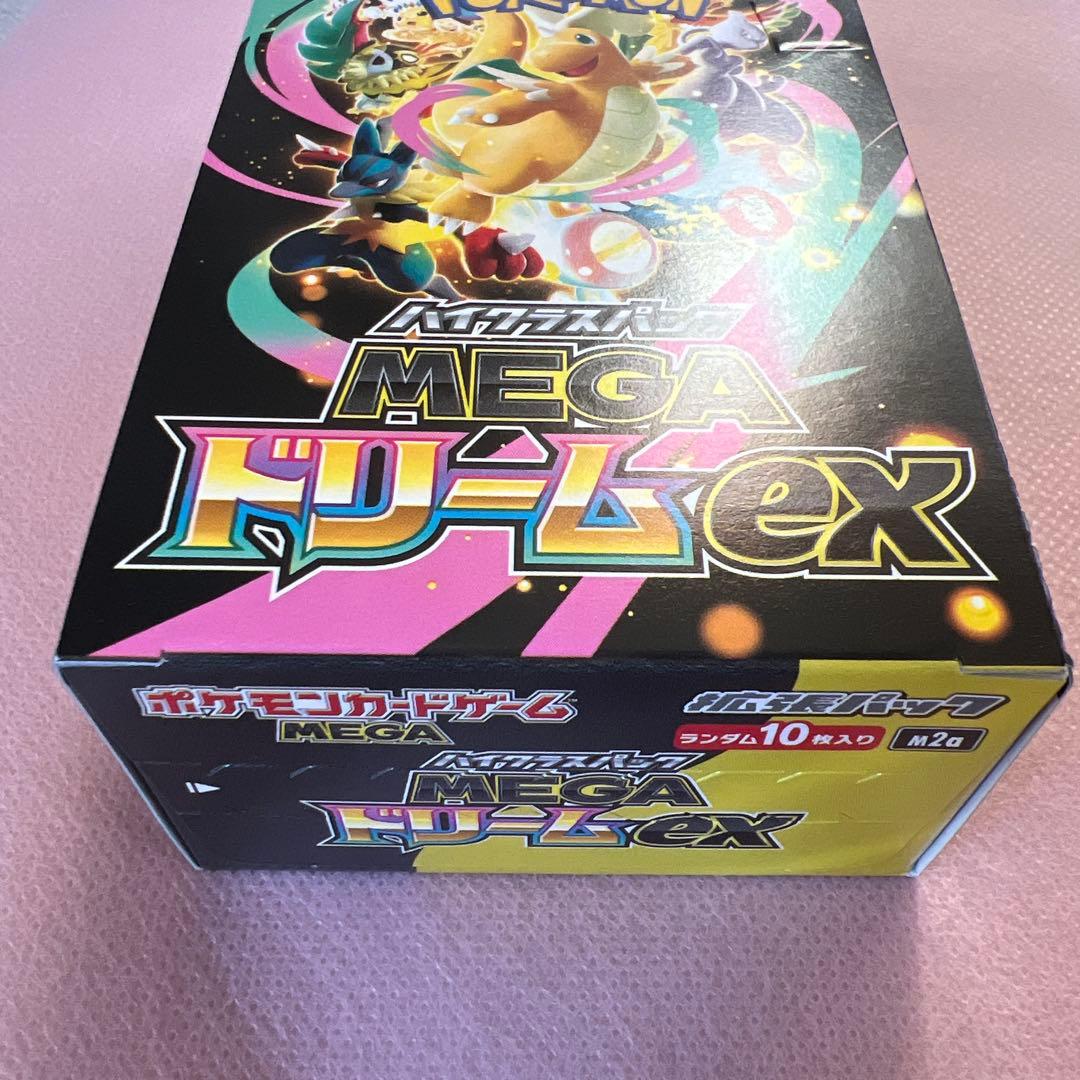 POKÉMON
ハイクラスパック
MEGA
ドリームex
ポケモンカードゲーム
MEGA
拡張パック
ランダム10枚入り M2a
ハイクラスパック
MEGA
ドリームex